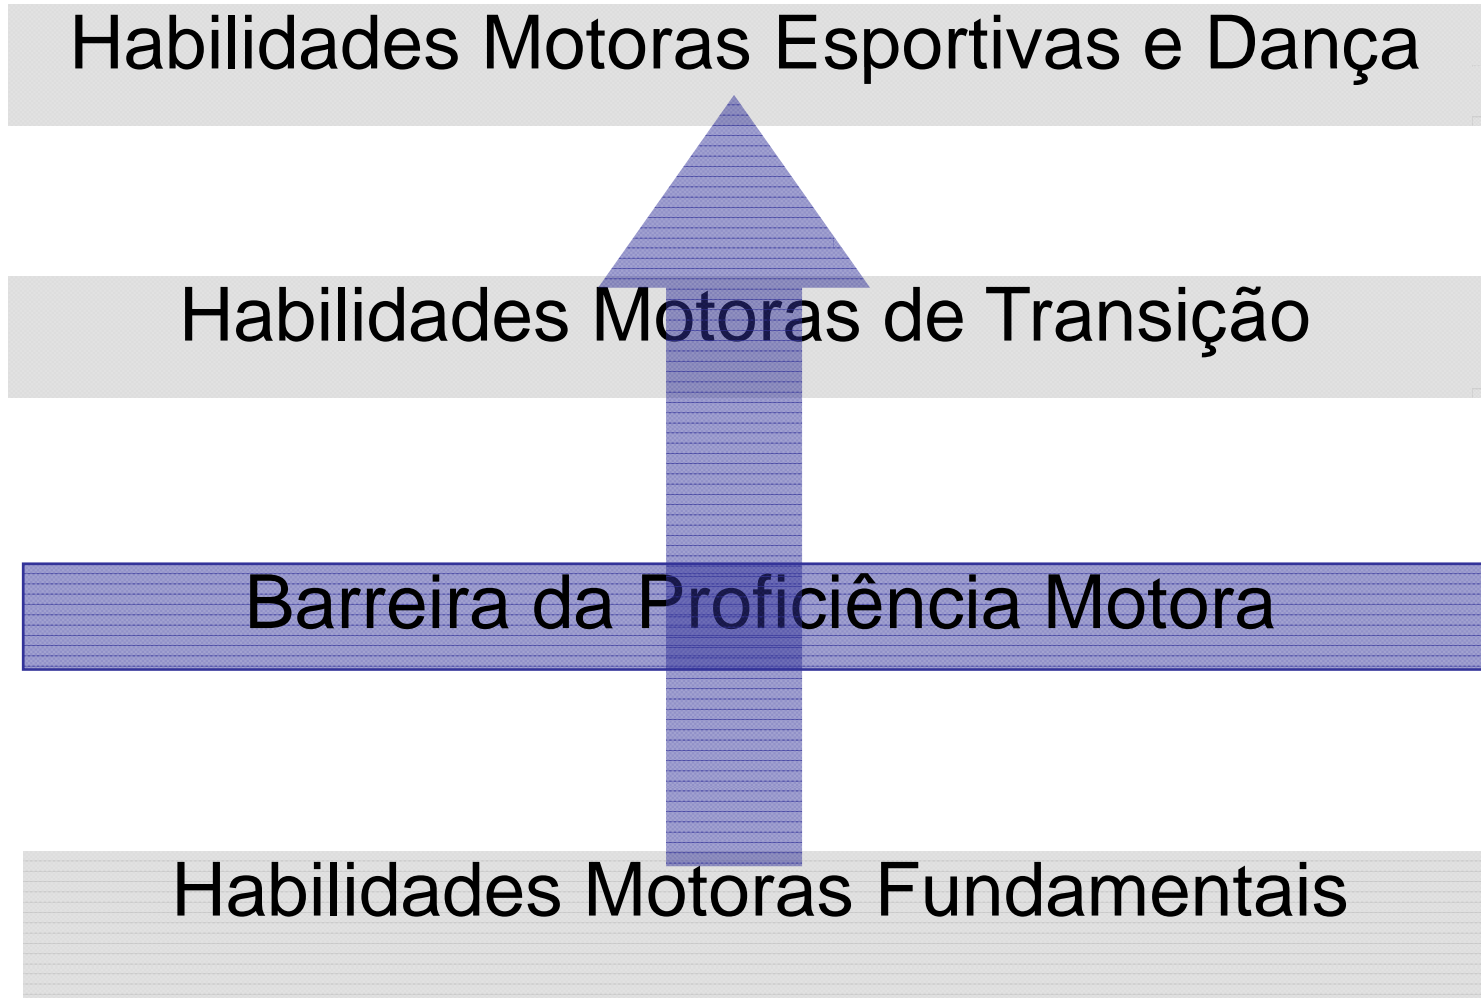 Habilidades Motoras Esportivas e Dança
Habilidades Motoras de Transição
Barreira da Proficiência Motora
Habilidades Motoras Fundamentais